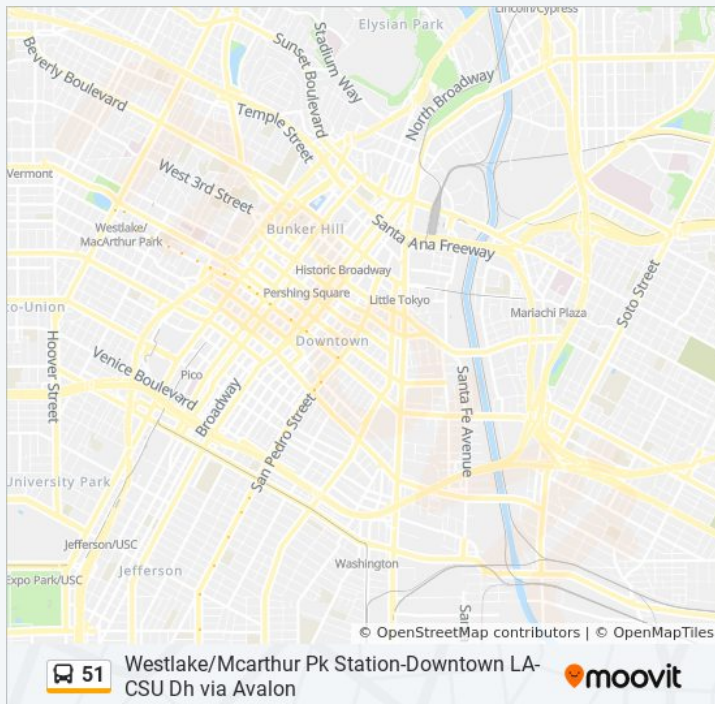 Lincoln/Cypress
Elysian Park
Stadium Way
Sunset Boulevard
Beverly Boulevard
North Broadway
Temple Street
West 3rd Street
Vermont
Westlake/
MacArthur Park
Bunker Hill
Santa Ana Freeway
Historic Broadway
Pershing Square
Little Tokyo
Soto Street
Mariachi Plaza
co-Union
Hoover Street
Downtown
Venice Boulevard
Pico
Broadway
Santa Fe Avenue
San Pedro Street
University Park
Jefferson/USC
Jefferson
Washington
Expo Park/USC
San
© OpenStreetMap contributors | © OpenMapTiles
51
Westlake/Mcarthur Pk Station-Downtown LA-
CSU Dh via Avalon
moovit